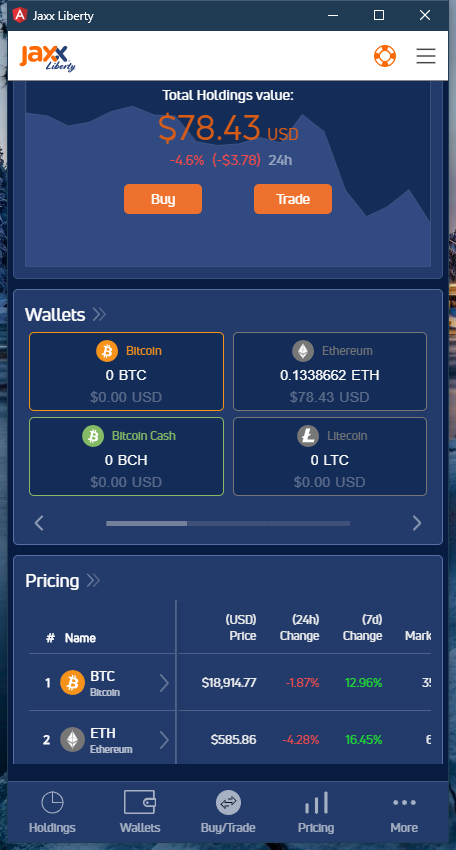 Jaxx Liberty
jaxx
Liberty
Total Holdings value:
$78.43 USD
-4.6% (-$3.78) 24h
Buy Trade
Wallets
Bitcoin
0 BTC
$0.00 USD
Ethereum
0.1338662 ETH
$78.43 USD
Bitcoin Cash
0 BCH
$0.00 USD
Litecoin
0 LTC
$0.00 USD
Pricing
# Name (USD) Price (24h) Change (7d) Change Mark
1 BTC Bitcoin $18,914.77 -1.87% 12.96%
2 ETH Ethereum $585.86 -4.28% 16.45%
Holdings Wallets Buy/Trade Pricing More